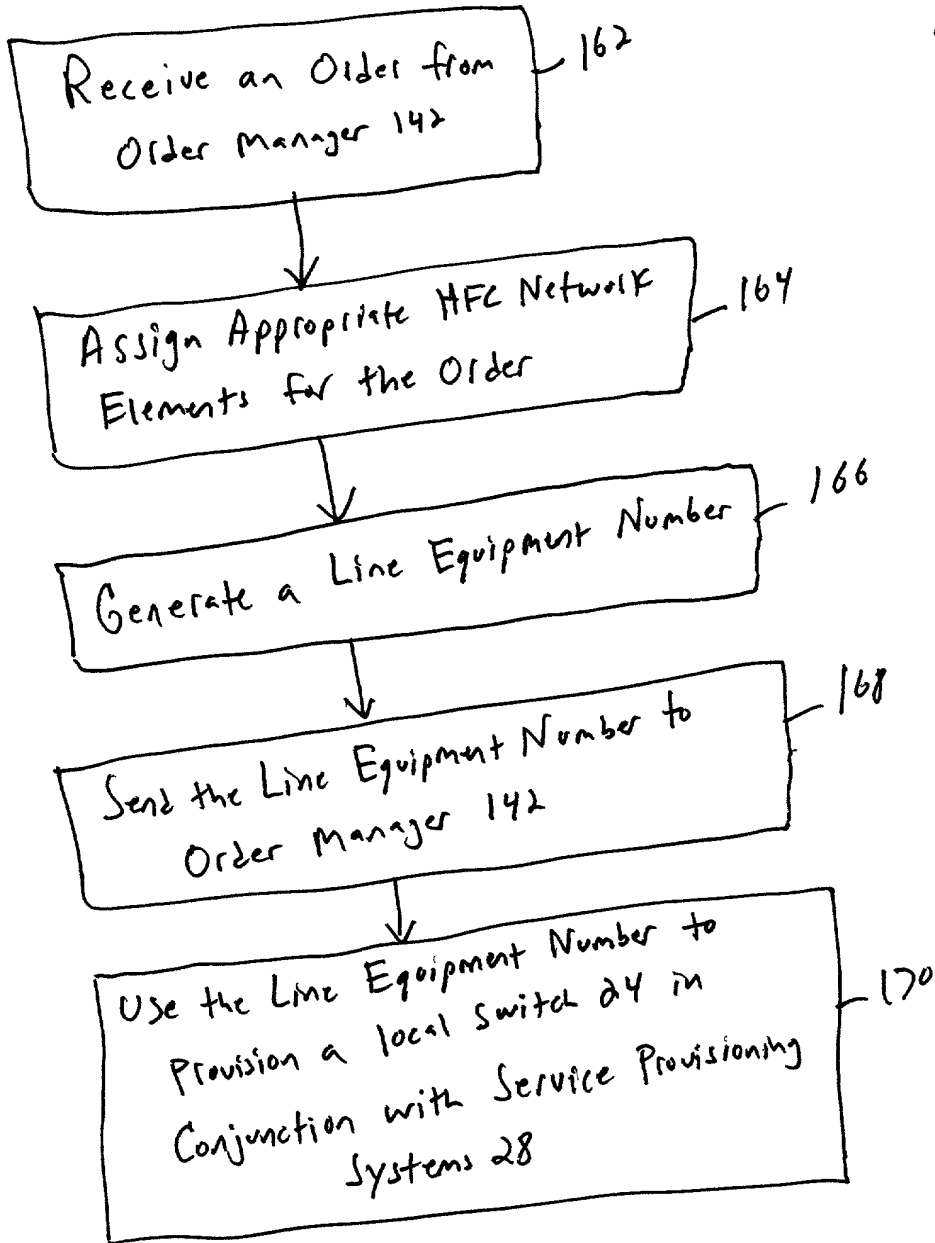 Receive an Order from
Order Manager 142
162
Assign Appropriate HFC Network
Elements for the Order
164
Generate a Line Equipment Number
166
Send the Line Equipment Number to
Order Manager 142
168
Use the Line Equipment Number to
Provision a local Switch 24 in
Conjunction with Service Provisioning
Systems 28
170